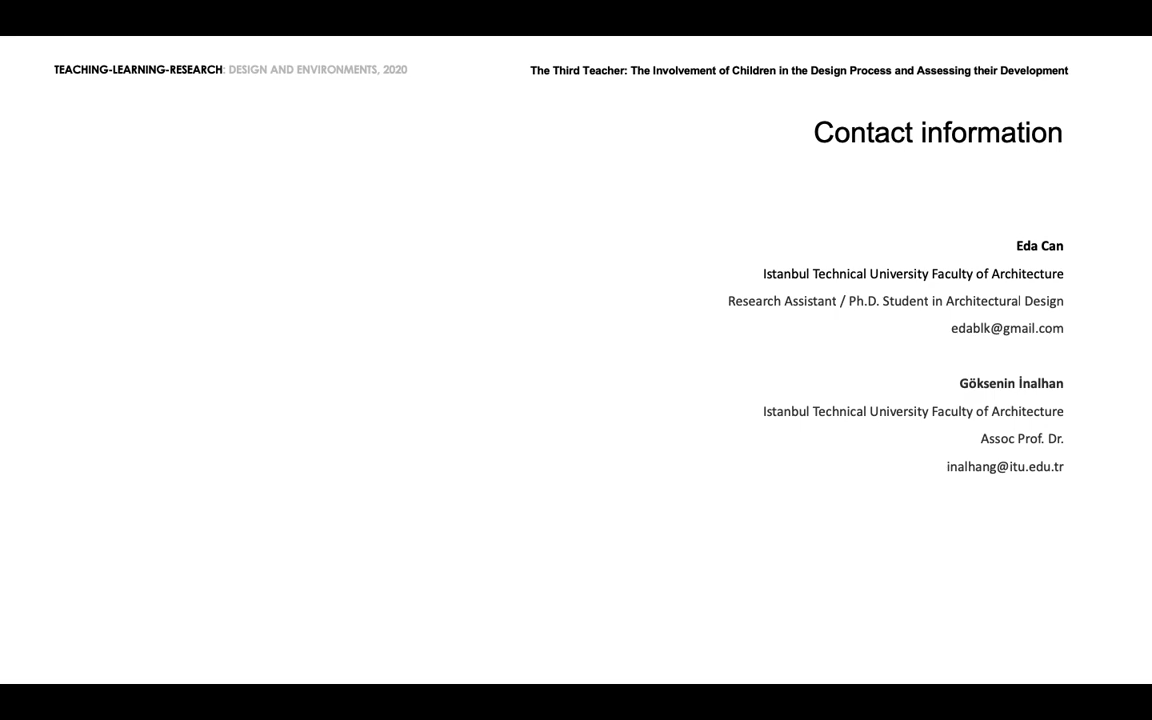 TEACHING-LEARNING-RESEARCH: DESIGN AND ENVIRONMENTS, 2020
The Third Teacher: The Involvement of Children in the Design Process and Assessing their Development
Contact information
Eda Can
Istanbul Technical University Faculty of Architecture
Research Assistant / Ph.D. Student in Architectural Design
edablk@gmail.com
Göksenin İnalhan
Istanbul Technical University Faculty of Architecture
Assoc Prof. Dr.
inalhang@itu.edu.tr